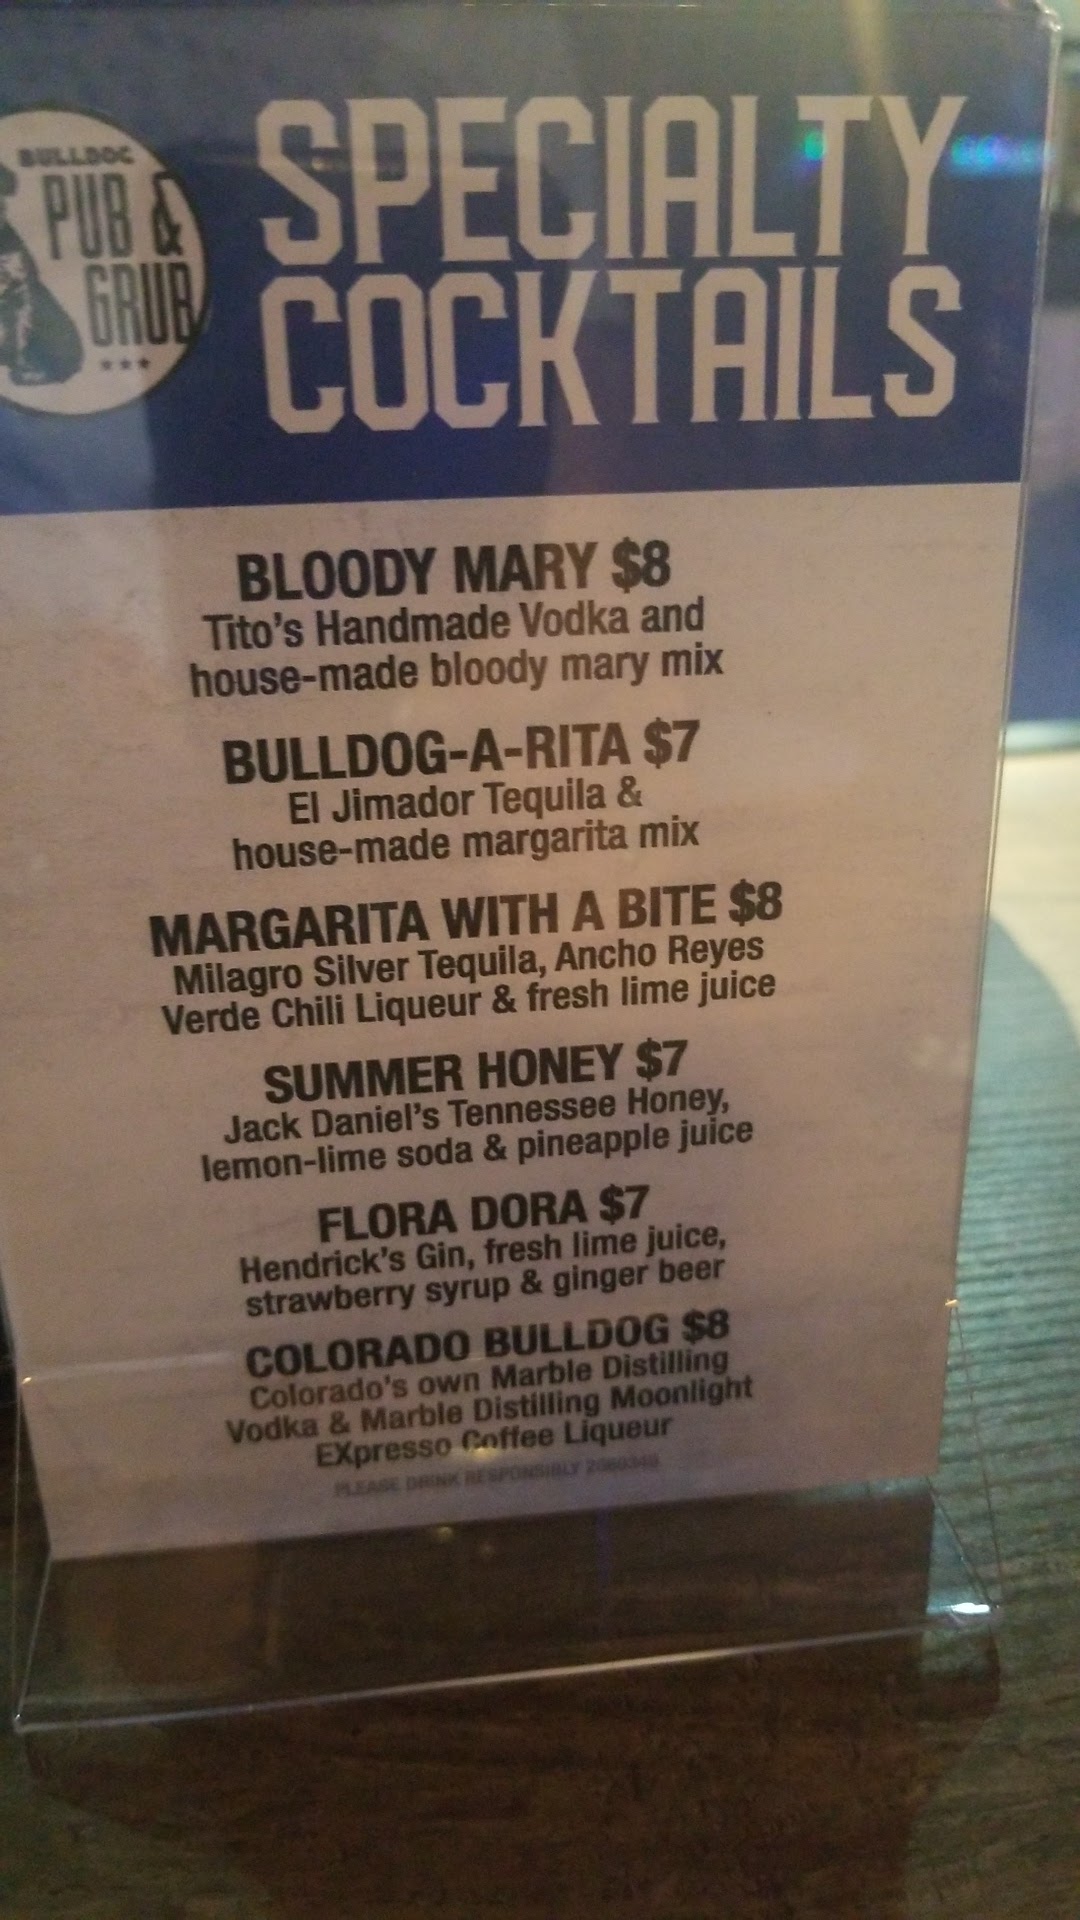 BULLDOG
PUB &
GRUB
SPECIALTY
COCKTAILS
BLOODY MARY $8
Tito's Handmade Vodka and
house-made bloody mary mix
BULLDOG-A-RITA $7
El Jimador Tequila &
house-made margarita mix
MARGARITA WITH A BITE $8
Milagro Silver Tequila, Ancho Reyes
Verde Chili Liqueur & fresh lime juice
SUMMER HONEY $7
Jack Daniel's Tennessee Honey,
lemon-lime soda & pineapple juice
FLORA DORA $7
Hendrick's Gin, fresh lime juice,
strawberry syrup & ginger beer
COLORADO BULLDOG $8
Colorado's own Marble Distilling
Vodka & Marble Distilling Moonlight
EXpresso Coffee Liqueur
PLEASE DRINK RESPONSIBLY